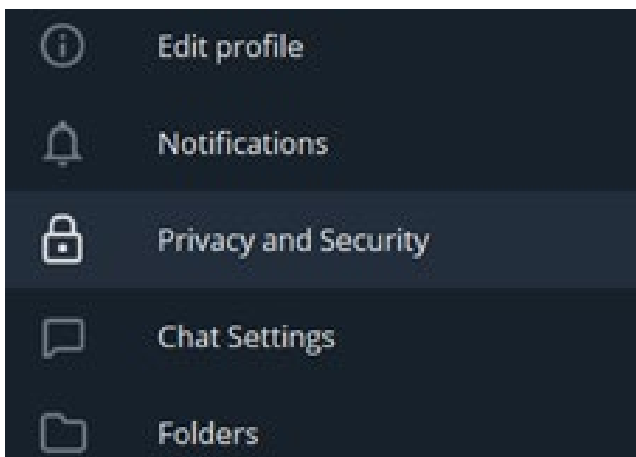 Edit profile
Notifications
Privacy and Security
Chat Settings
Folders